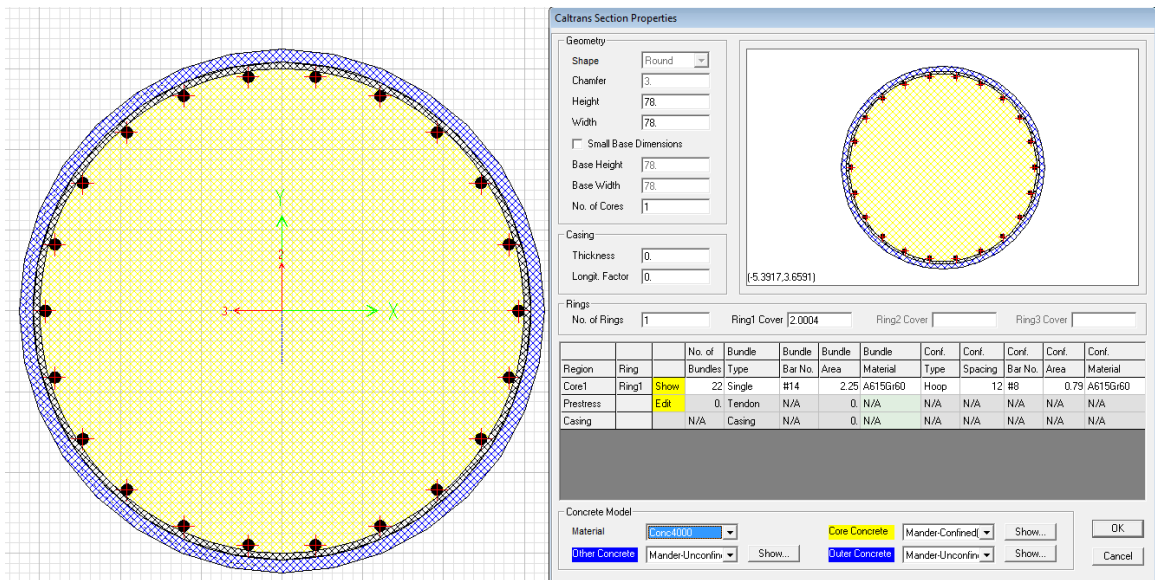 Y
2
3
X
Caltrans Section Properties
Geometry
Shape Round
Chamfer 3.
Height 78.
Width 78.
Small Base Dimensions
Base Height 78.
Base Width 78.
No. of Cores 1
(-5.3917,3.6591)
Casing
Thickness 0.
Longit. Factor 0.
Rings
No. of Rings 1 Ring1 Cover 2.0004 Ring2 Cover Ring3 Cover
No. of Bundle Bundle Bundle Bundle Conf. Conf. Conf. Conf. Conf.
Region Ring Bundles Type Bar No. Area Material Type Spacing Bar No. Area Material
Core1 Ring1 Show 22 Single #14 2.25 A615Gr60 Hoop 12 #8 0.79 A615Gr60
Prestress Edit 0. Tendon N/A 0. N/A N/A N/A N/A N/A N/A
Casing N/A Casing N/A 0. N/A N/A N/A N/A N/A N/A
Concrete Model
Material Conc4000 Core Concrete Mander-Confined( Show... OK
Other Concrete Mander-Unconfin Show... Outer Concrete Mander-Unconfin Show... Cancel